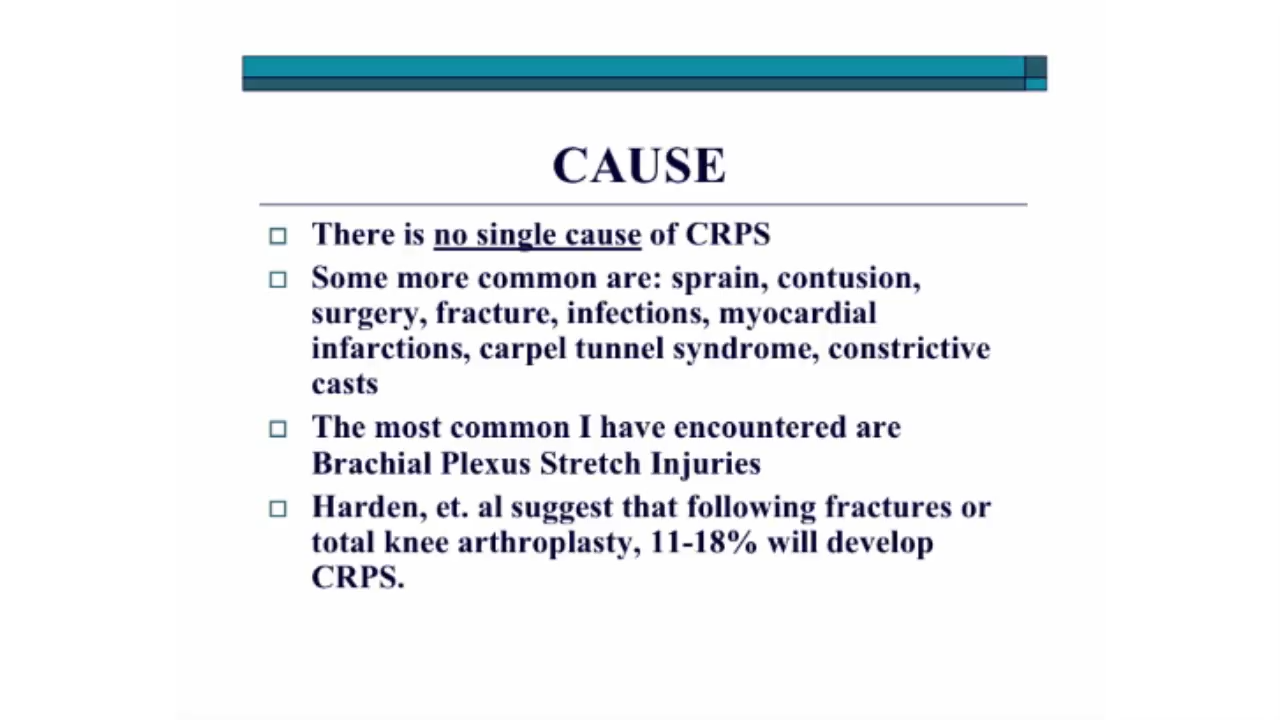 CAUSE
There is no single cause of CRPS
Some more common are: sprain, contusion,
surgery, fracture, infections, myocardial
infarctions, carpel tunnel syndrome, constrictive
casts
The most common I have encountered are
Brachial Plexus Stretch Injuries
Harden, et. al suggest that following fractures or
total knee arthroplasty, 11-18% will develop
CRPS.